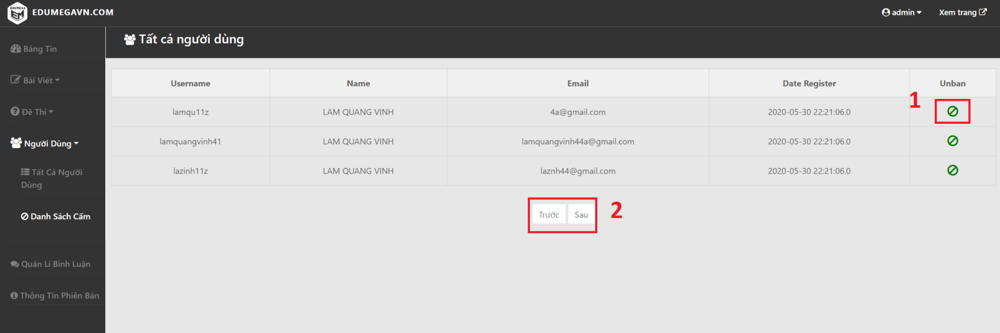 EDUMEGA
EM
EDUMEGAVN.COM
admin
Xem trang
Bảng Tin
Bài Viết
Đề Thi
Người Dùng
Tất Cả Người
Dùng
Danh Sách Cấm
Quản Lí Bình Luận
Thông Tin Phiên Bản
Tất cả người dùng
Username Name Email Date Register Unban
1
lamqu11z LAM QUANG VINH 4a@gmail.com 2020-05-30 22:21:06.0
lamquangvinh41 LAM QUANG VINH lamquangvinh44a@gmail.com 2020-05-30 22:21:06.0
lazinh11z LAM QUANG VINH laznh44@gmail.com 2020-05-30 22:21:06.0
Trước Sau 2